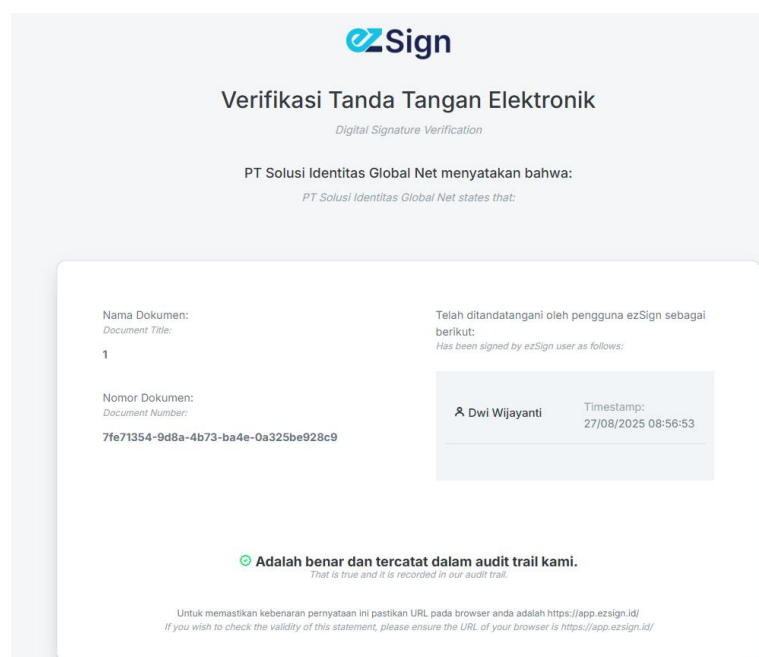 ezSign
Verifikasi Tanda Tangan Elektronik
Digital Signature Verification
PT Solusi Identitas Global Net menyatakan bahwa:
PT Solusi Identitas Global Net states that:
Nama Dokumen:
Document Title:
1
Nomor Dokumen:
Document Number:
7fe71354-9d8a-4b73-ba4e-0a325be928c9
Telah ditandatangani oleh pengguna ezSign sebagai
berikut:
Has been signed by ezSign user as follows:
Dwi Wijayanti
Timestamp:
27/08/2025 08:56:53
Adalah benar dan tercatat dalam audit trail kami.
That is true and it is recorded in our audit trail.
Untuk memastikan kebenaran pernyataan ini pastikan URL pada browser anda adalah https://app.ezsign.id/
If you wish to check the validity of this statement, please ensure the URL of your browser is https://app.ezsign.id/